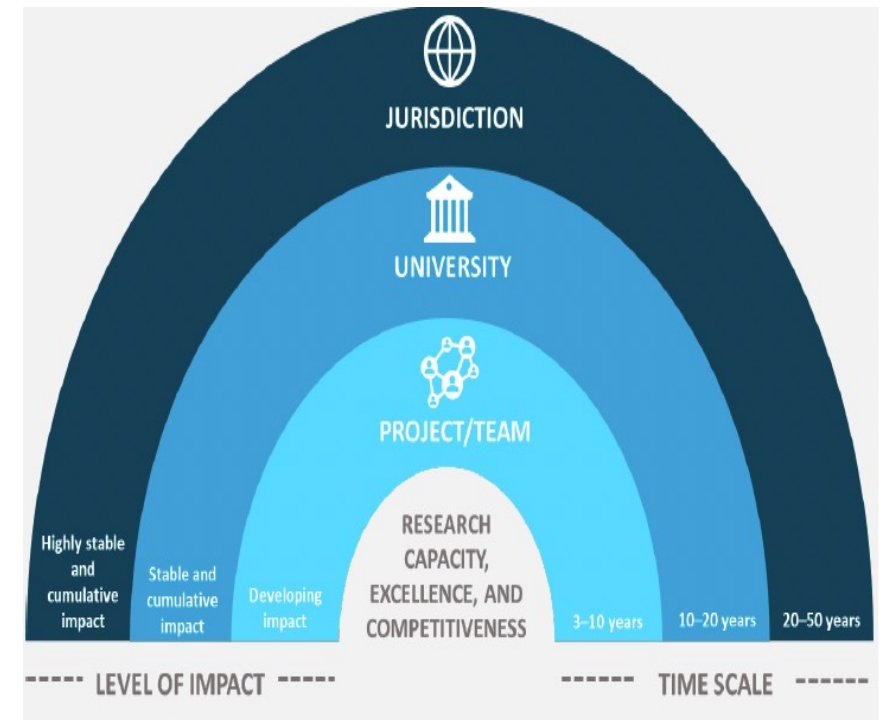 JURISDICTION
UNIVERSITY
PROJECT/TEAM
RESEARCH
CAPACITY,
EXCELLENCE, AND
COMPETITIVENESS
Highly stable
and
cumulative
impact
Stable and
cumulative
impact
Developing
impact
3–10 years
10–20 years
20–50 years
LEVEL OF IMPACT
TIME SCALE